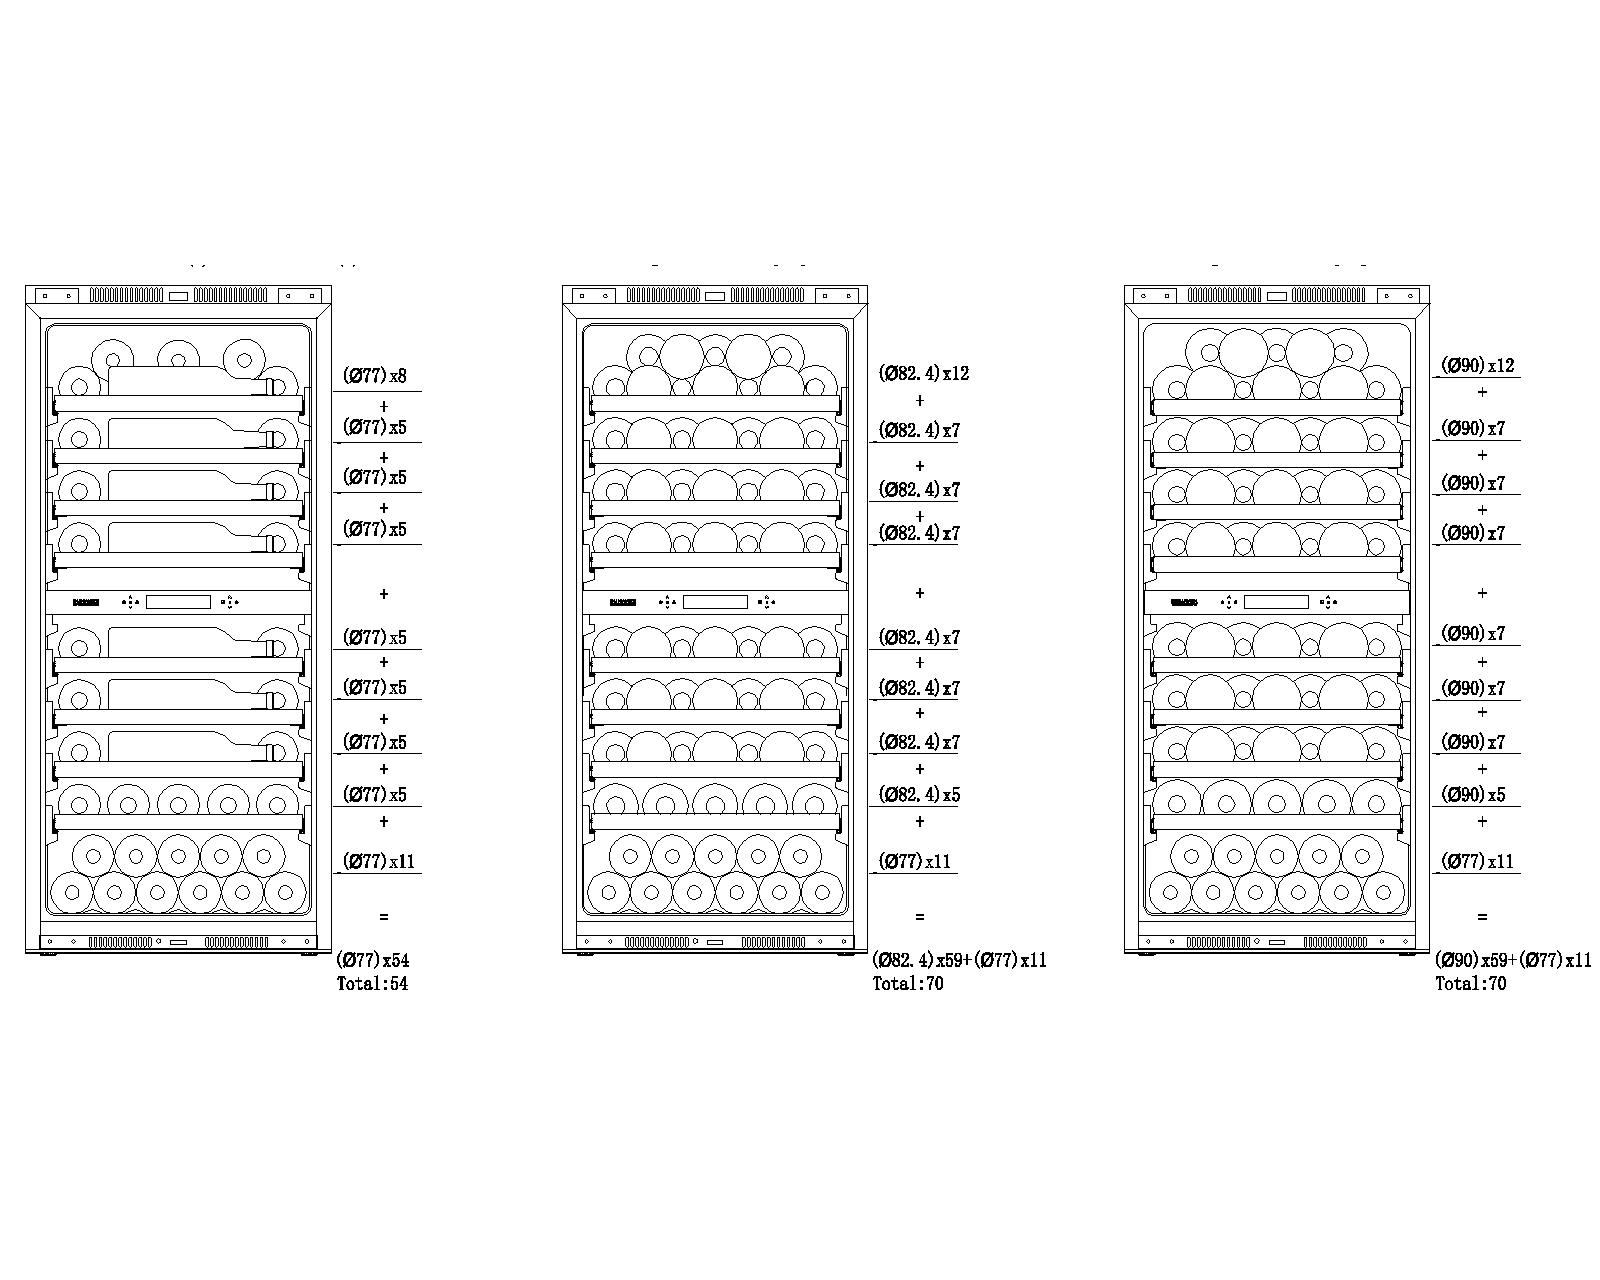 (Ø77)x8
+
(Ø77)x5
+
(Ø77)x5
+
(Ø77)x5
+
(Ø77)x5
+
(Ø77)x5
+
(Ø77)x5
+
(Ø77)x5
+
(Ø77)x11
=
(Ø77)x54
Total:54
(Ø82.4)x12
+
(Ø82.4)x7
+
(Ø82.4)x7
+
(Ø82.4)x7
+
(Ø82.4)x7
+
(Ø82.4)x7
+
(Ø82.4)x7
+
(Ø82.4)x5
+
(Ø77)x11
=
(Ø82.4)x59+(Ø77)x11
Total:70
(Ø90)x12
+
(Ø90)x7
+
(Ø90)x7
+
(Ø90)x7
+
(Ø90)x7
+
(Ø90)x7
+
(Ø90)x7
+
(Ø90)x5
+
(Ø77)x11
=
(Ø90)x59+(Ø77)x11
Total:70